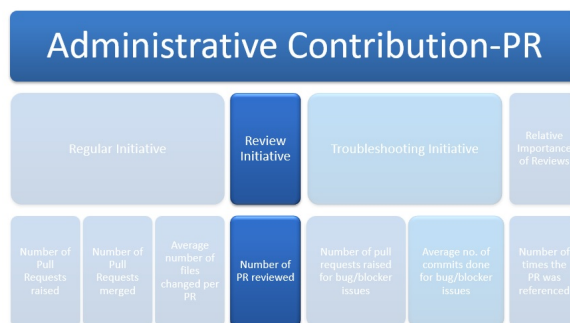 Administrative Contribution-PR
Regular Initiative
Review
Initiative
Troubleshooting Initiative
Relative
Importance
of Reviews
Number of
Pull
Requests
raised
Number of
Pull
Requests
merged
Average
number of
files
changed per
PR
Number of
PR reviewed
Number of pull
requests raised
for bug/blocker
issues
Average no. of
commits done
for bug/blocker
issues
Number of
times the
PR was
referenced